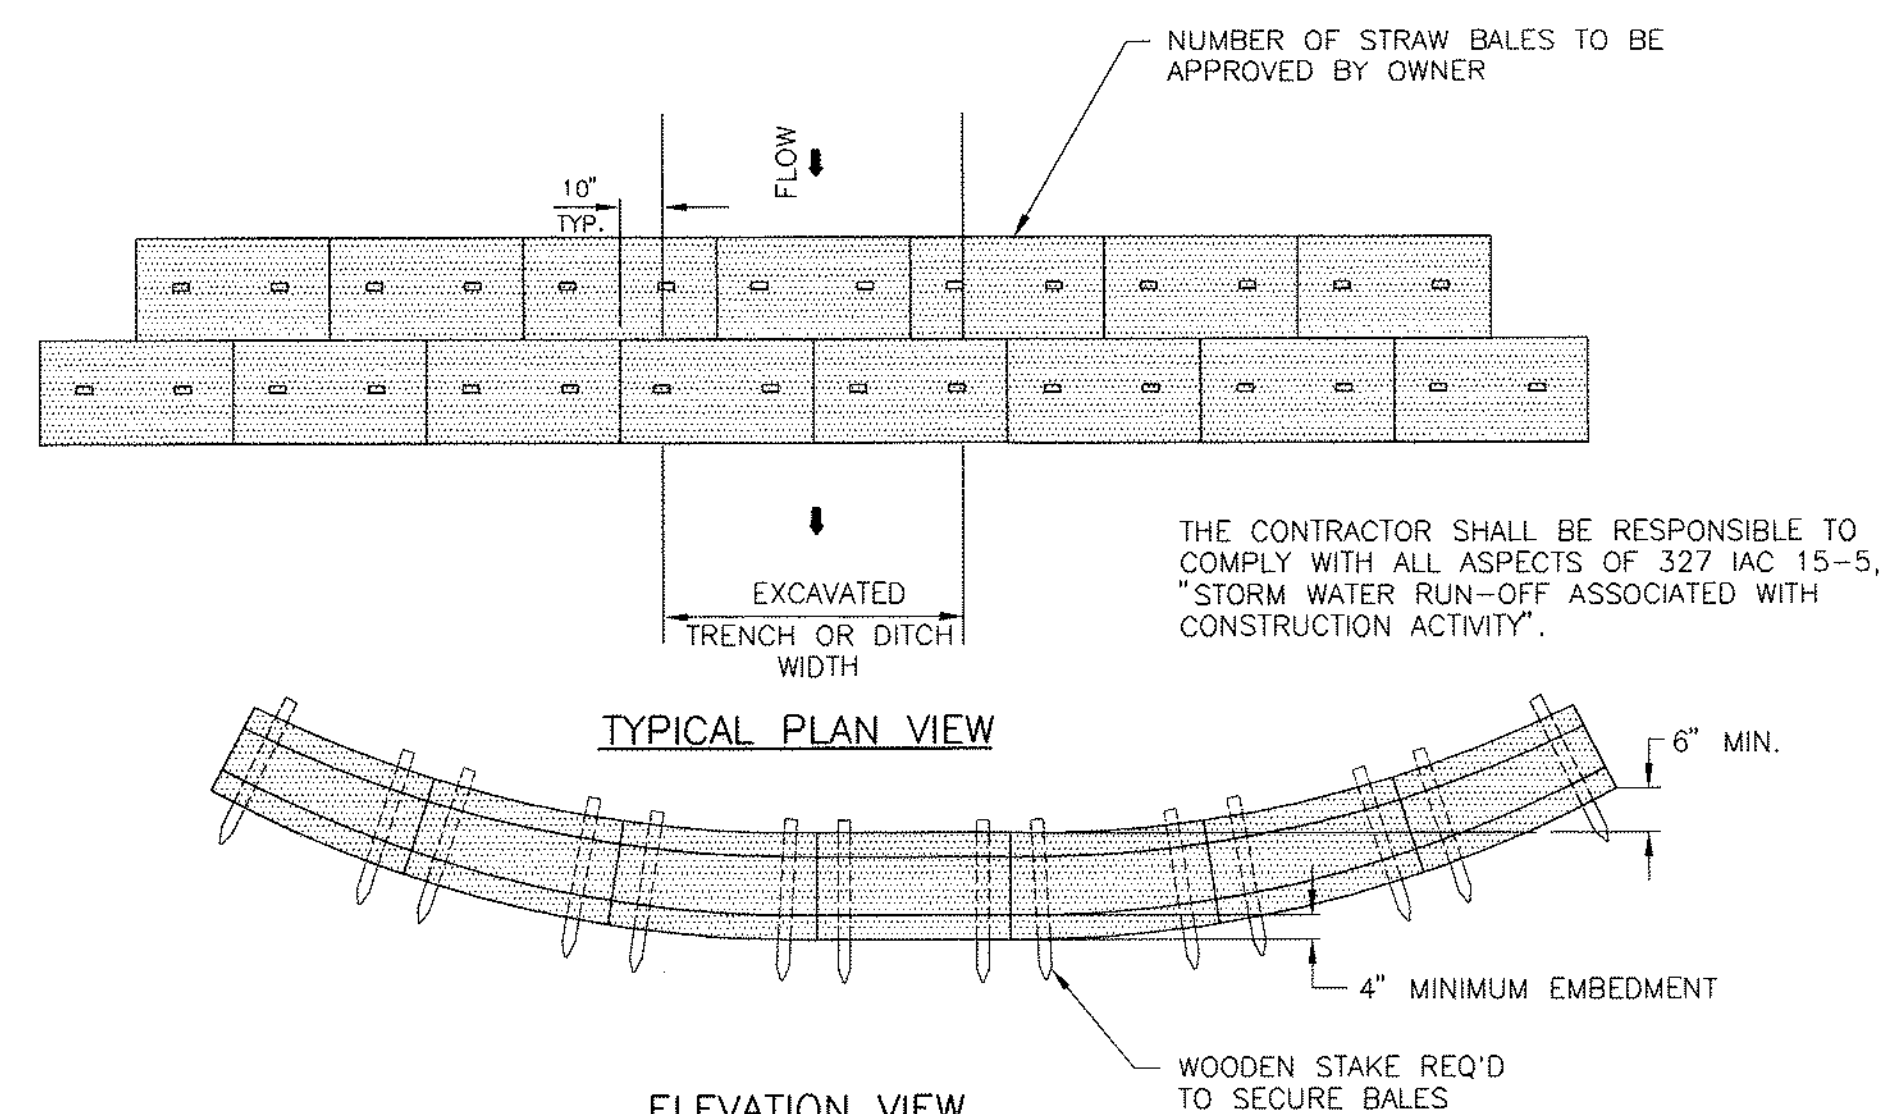 NUMBER OF STRAW BALES TO BE
APPROVED BY OWNER
FLOW
10"
TYP.
THE CONTRACTOR SHALL BE RESPONSIBLE TO
COMPLY WITH ALL ASPECTS OF 327 IAC 15-5,
"STORM WATER RUN-OFF ASSOCIATED WITH
CONSTRUCTION ACTIVITY".
EXCAVATED
TRENCH OR DITCH
WIDTH
TYPICAL PLAN VIEW
6" MIN.
4" MINIMUM EMBEDMENT
WOODEN STAKE REQ'D
TO SECURE BALES
ELEVATION VIEW